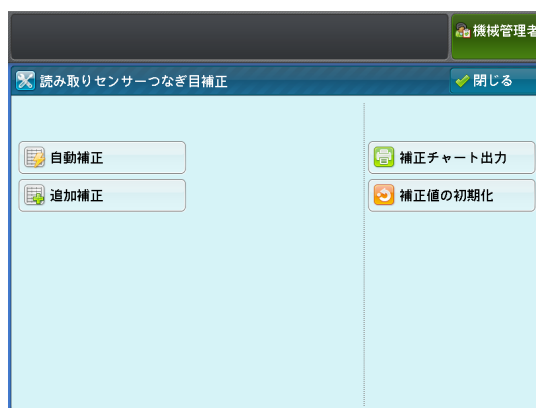 機械管理者
読み取りセンサーつなぎ目補正
閉じる
自動補正
補正チャート出力
追加補正
補正値の初期化